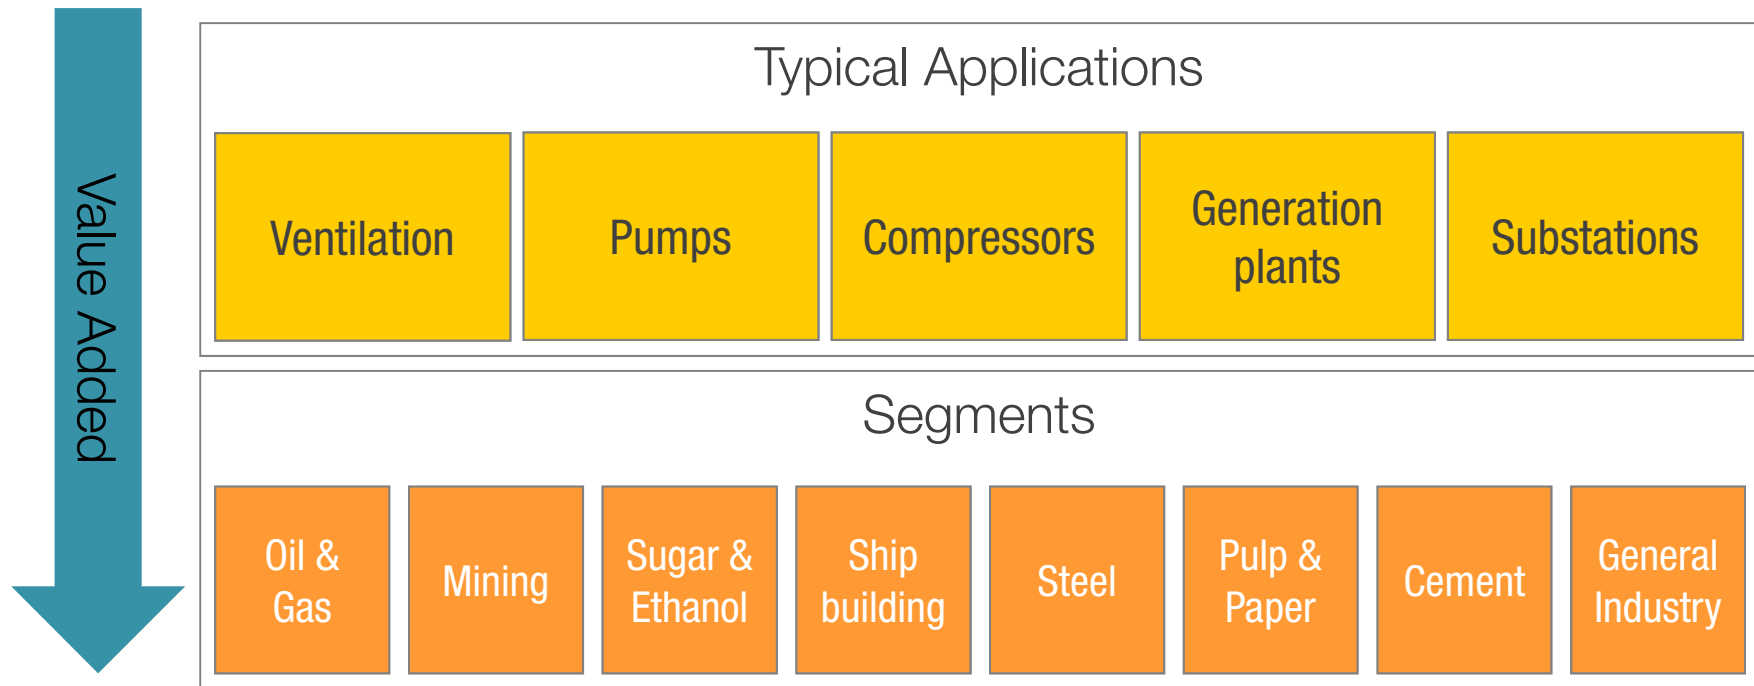 Value Added
Typical Applications
Ventilation
Pumps
Compressors
Generation
plants
Substations
Segments
Oil &
Gas
Mining
Sugar &
Ethanol
Ship
building
Steel
Pulp &
Paper
Cement
General
Industry